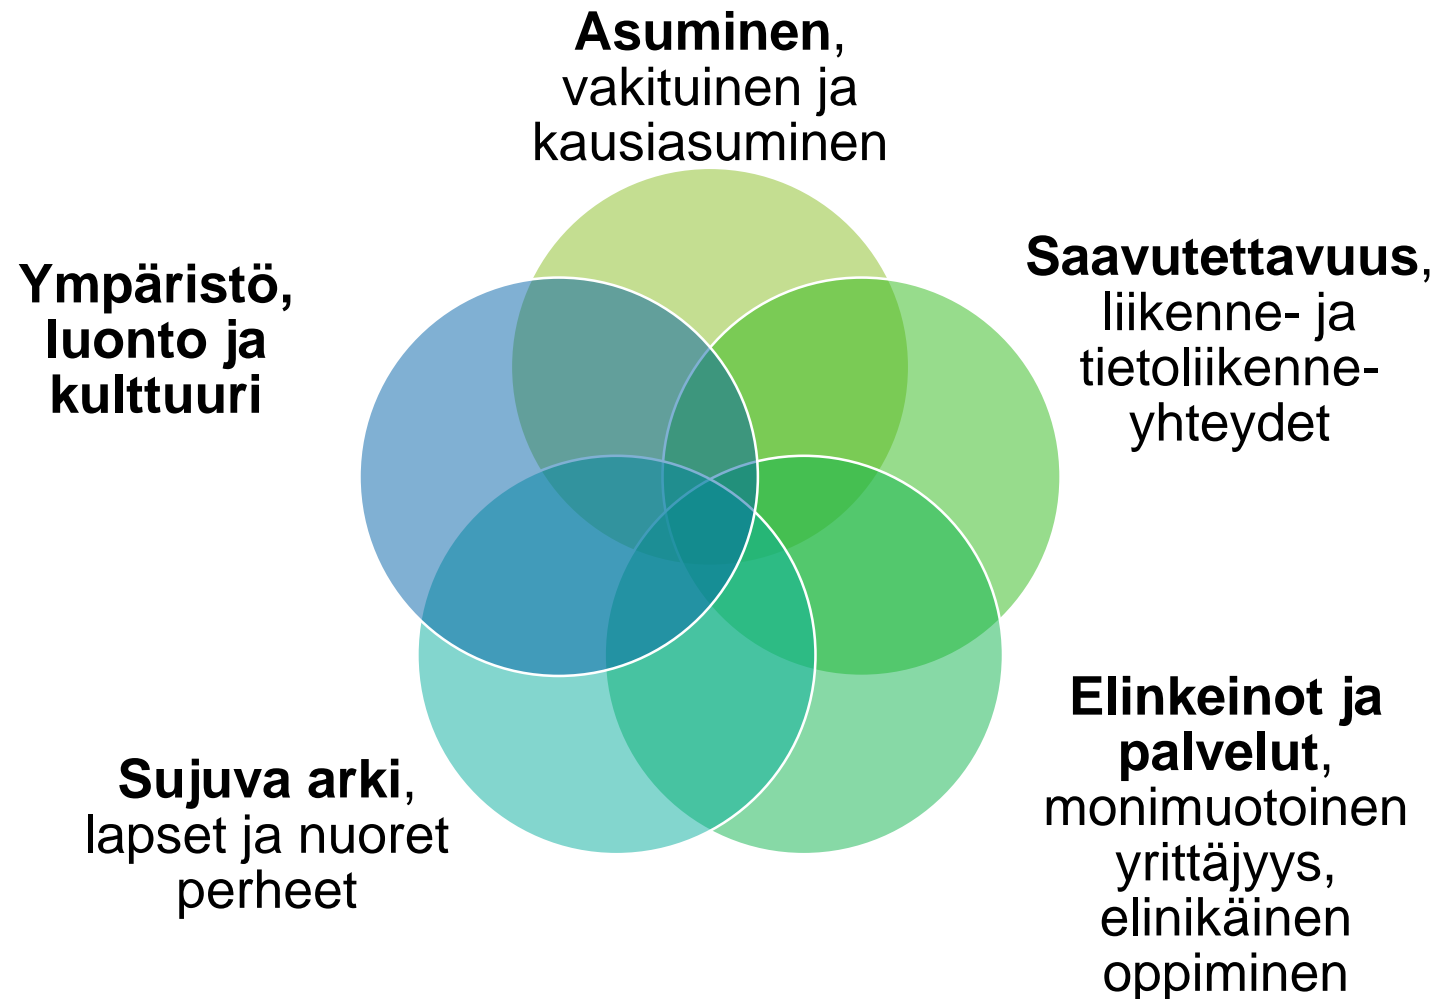 Asuminen,
vakituinen ja
kausiasuminen
Saavutettavuus,
liikenne- ja
tietoliikenne-
yhteydet
Elinkeinot ja
palvelut,
monimuotoinen
yrittäjyys,
elinikäinen
oppiminen
Sujuva arki,
lapset ja nuoret
perheet
Ympäristö,
luonto ja
kulttuuri